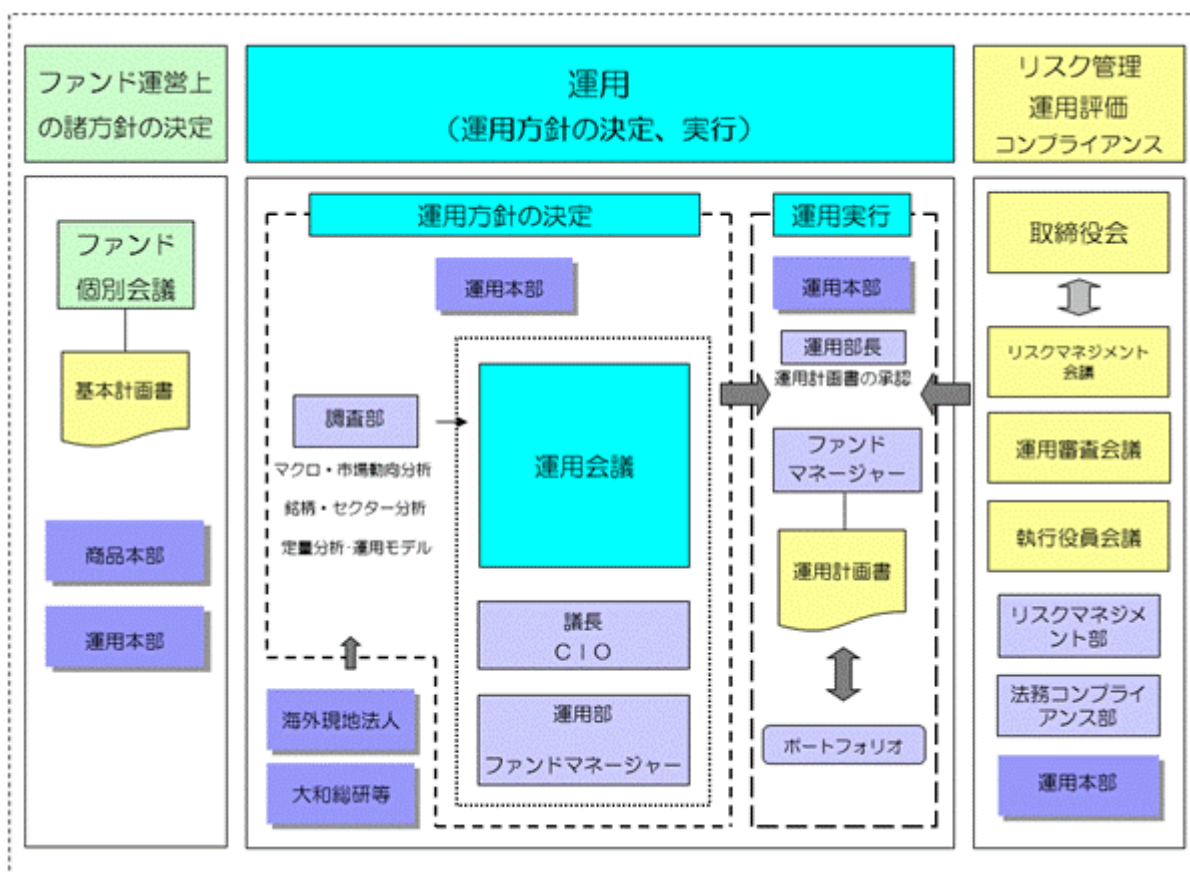 ファンド運営上
の諸方針の決定
ファンド
個別会議
基本計画書
商品本部
運用本部
運用
（運用方針の決定、実行）
運用方針の決定
運用本部
調査部
マクロ・市場動向分析
銘柄・セクター分析
定量分析・運用モデル
運用会議
議長
CIO
運用部
ファンドマネージャー
海外現地法人
大和総研等
運用実行
運用本部
運用部長
運用計画書の承認
ファンド
マネージャー
運用計画書
ポートフォリオ
リスク管理
運用評価
コンプライアンス
取締役会
リスクマネジメント
会議
運用審査会議
執行役員会議
リスクマネジメ
ント部
法務コンプライ
アンス部
運用本部